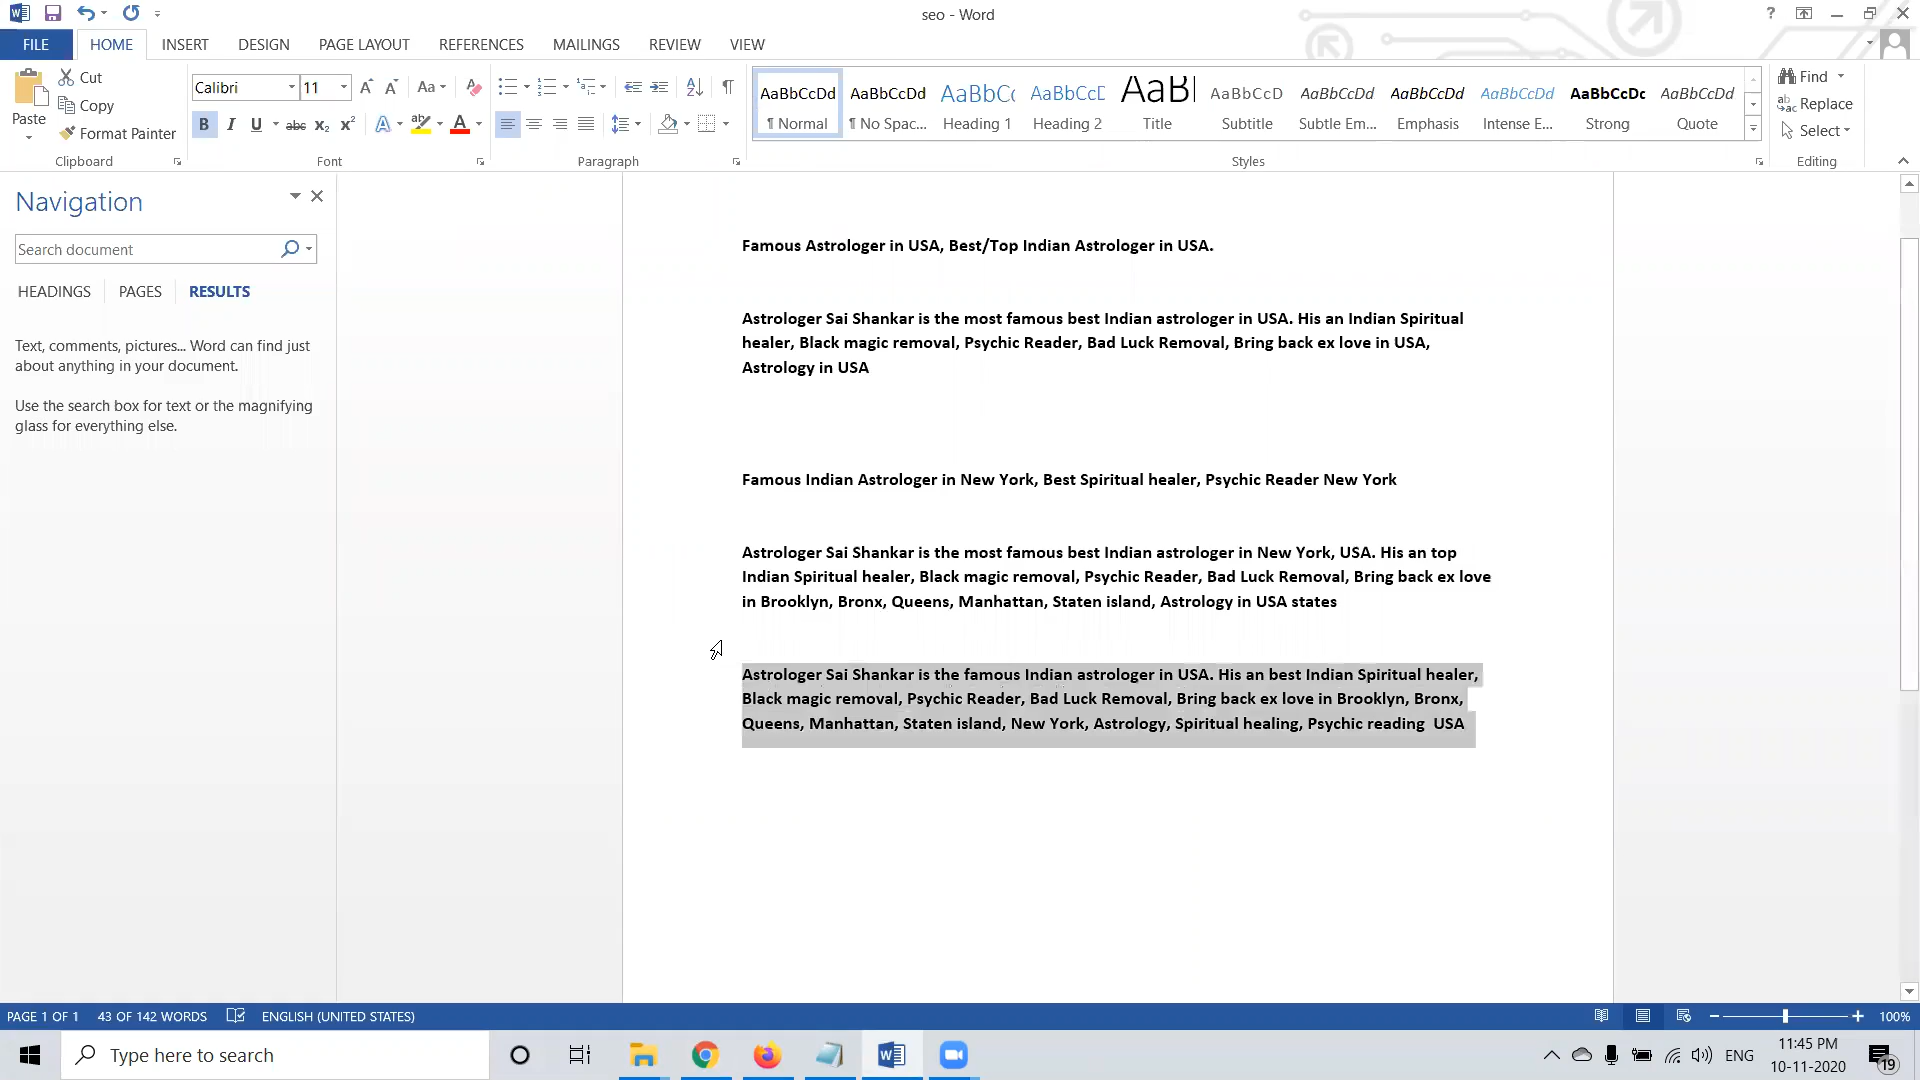 seo - Word
?
FILE HOME INSERT DESIGN PAGE LAYOUT REFERENCES MAILINGS REVIEW VIEW
Paste
Cut
Copy
Format Painter
Clipboard
Calibri 11
Font
Paragraph
AaBbCcDd ¶ Normal
AaBbCcDd ¶ No Spac...
AaBbC Heading 1
AaBbCc Heading 2
AaB Title
AaBbCcD Subtitle
AaBbCcDd Subtle Em...
AaBbCcDd Emphasis
AaBbCcDd Intense E...
AaBbCcDc Strong
AaBbCcDd Quote
Styles
Find
Replace
Select
Editing
Navigation
Search document
HEADINGS PAGES RESULTS
Text, comments, pictures... Word can find just
about anything in your document.
Use the search box for text or the magnifying
glass for everything else.
Famous Astrologer in USA, Best/Top Indian Astrologer in USA.
Astrologer Sai Shankar is the most famous best Indian astrologer in USA. His an Indian Spiritual
healer, Black magic removal, Psychic Reader, Bad Luck Removal, Bring back ex love in USA,
Astrology in USA
Famous Indian Astrologer in New York, Best Spiritual healer, Psychic Reader New York
Astrologer Sai Shankar is the most famous best Indian astrologer in New York, USA. His an top
Indian Spiritual healer, Black magic removal, Psychic Reader, Bad Luck Removal, Bring back ex love
in Brooklyn, Bronx, Queens, Manhattan, Staten island, Astrology in USA states
Astrologer Sai Shankar is the famous Indian astrologer in USA. His an best Indian Spiritual healer,
Black magic removal, Psychic Reader, Bad Luck Removal, Bring back ex love in Brooklyn, Bronx,
Queens, Manhattan, Staten island, New York, Astrology, Spiritual healing, Psychic reading  USA
PAGE 1 OF 1 43 OF 142 WORDS ENGLISH (UNITED STATES) 100%
Type here to search
ENG
11:45 PM
10-11-2020
19